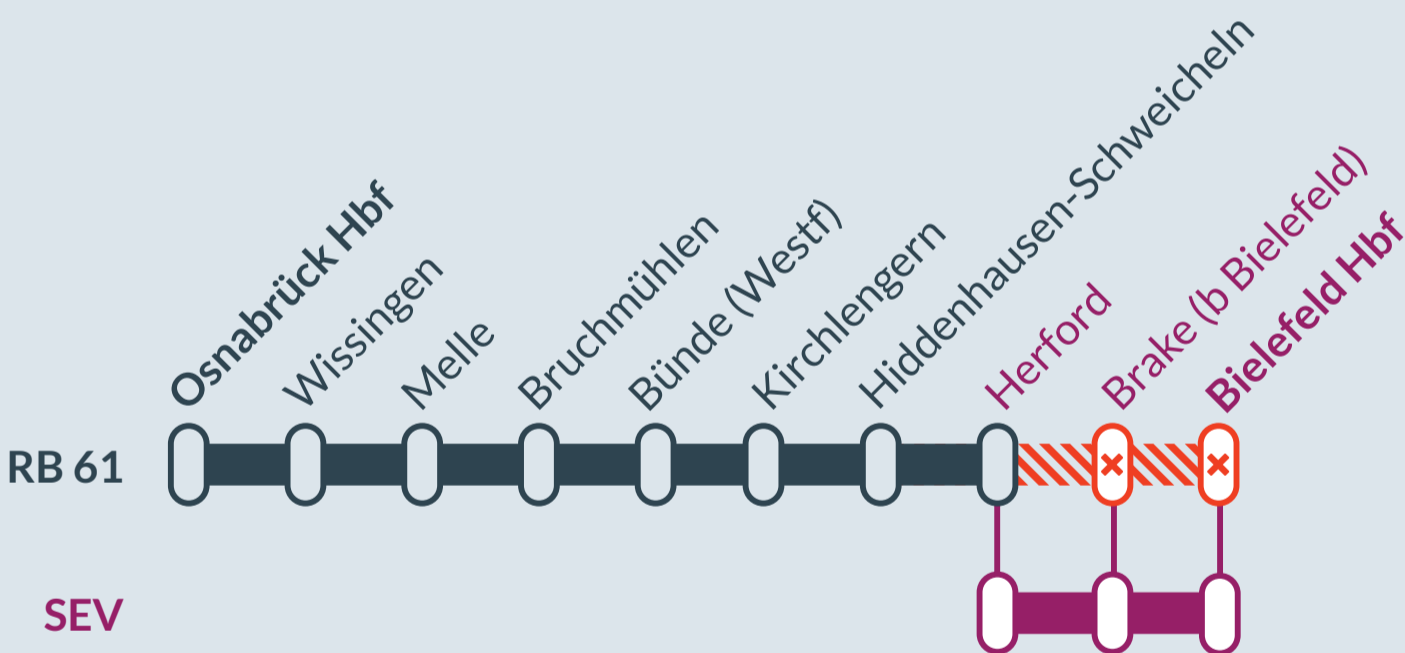 Osnabrück Hbf
Wissingen
Melle
Bruchmühlen
Bünde (Westf)
Kirchlengern
Hiddenhausen-Schweicheln
Herford
Brake (b Bielefeld)
Bielefeld Hbf
RB 61
SEV